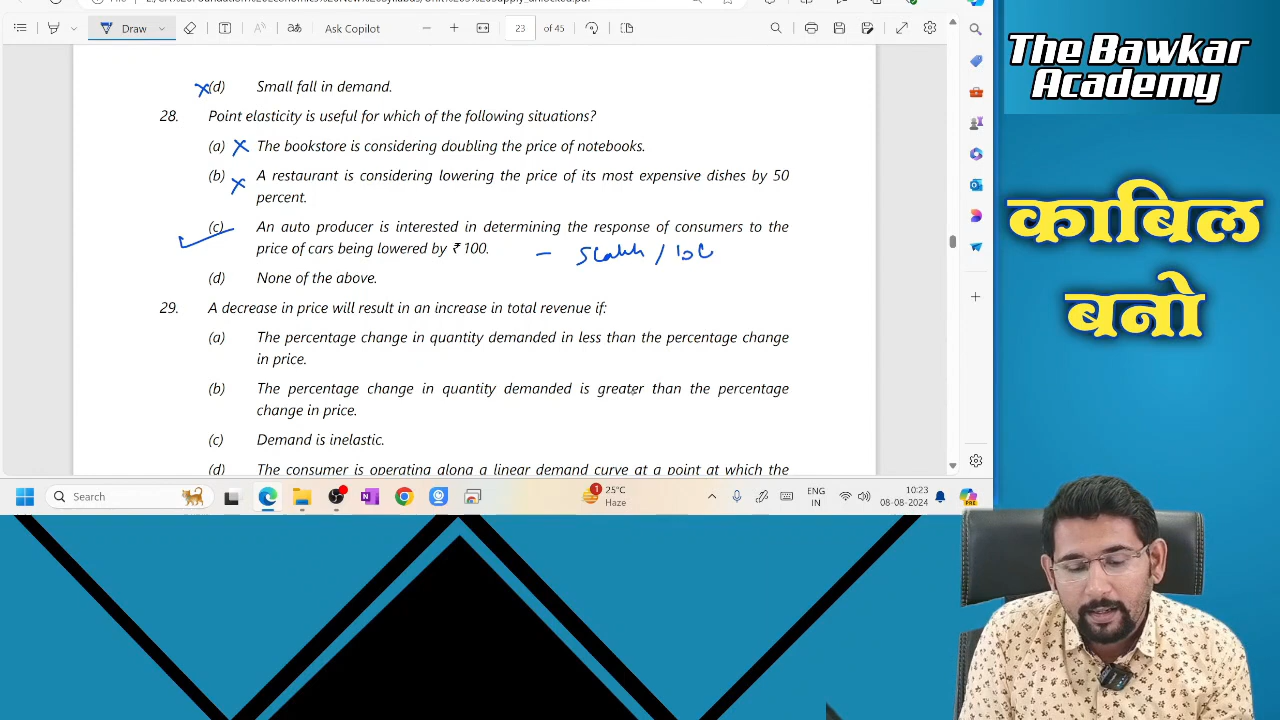 23 of 45
Draw
Ask Copilot
(d) Small fall in demand.
28. Point elasticity is useful for which of the following situations?
(a) The bookstore is considering doubling the price of notebooks.
(b) A restaurant is considering lowering the price of its most expensive dishes by 50
percent.
(c) An auto producer is interested in determining the response of consumers to the
price of cars being lowered by ₹ 100.
(d) None of the above.
29. A decrease in price will result in an increase in total revenue if:
(a) The percentage change in quantity demanded in less than the percentage change
in price.
(b) The percentage change in quantity demanded is greater than the percentage
change in price.
(c) Demand is inelastic.
(d) The consumer is operating along a linear demand curve at a point at which the
Search
1
25°C
Haze
ENG
IN
10:23
08-08-2024
The Bawkar
Academy
काबिल
बनो